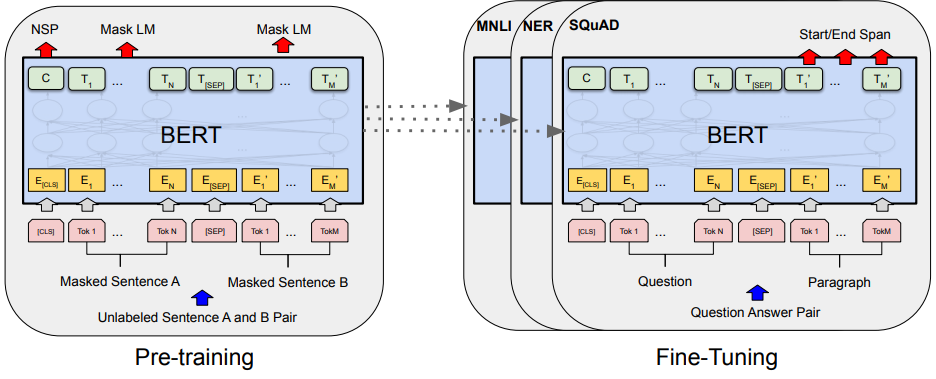 NSP Mask LM Mask LM
C T1 ... TN T[SEP] T1' ... TM'
BERT
E[CLS] E1 ... EN E[SEP] E1' ... EM'
[CLS] Tok 1 ... Tok N [SEP] Tok 1 ... TokM
Masked Sentence A Masked Sentence B
Unlabeled Sentence A and B Pair
Pre-training
MNLI NER SQuAD
Start/End Span
C T1 ... TN T[SEP] T1' ... TM'
BERT
E[CLS] E1 ... EN E[SEP] E1' ... EM'
[CLS] Tok 1 ... Tok N [SEP] Tok 1 ... TokM
Question Paragraph
Question Answer Pair
Fine-Tuning